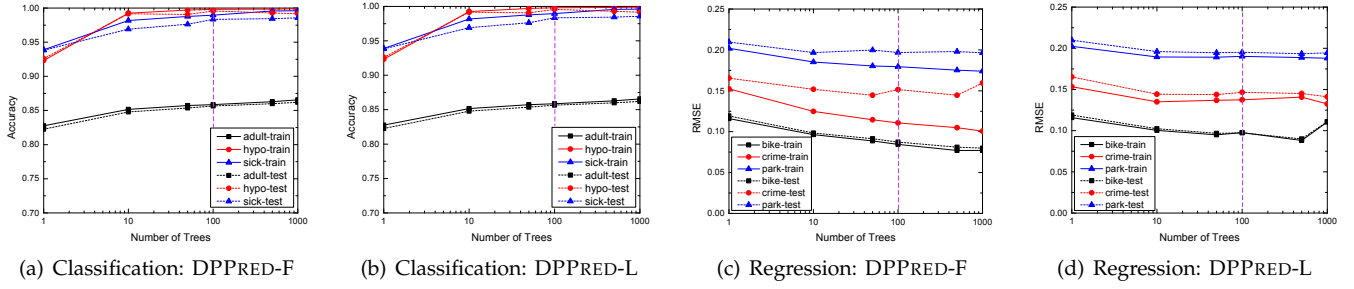 1.00
0.95
0.90
0.85
0.80
0.75
0.70
Accuracy
adult-train
hypo-train
sick-train
adult-test
hypo-test
sick-test
1
10
100
1000
Number of Trees
(a) Classification: DPPRED-F
1.00
0.95
0.90
0.85
0.80
0.75
0.70
Accuracy
adult-train
hypo-train
sick-train
adult-test
hypo-test
sick-test
1
10
100
1000
Number of Trees
(b) Classification: DPPRED-L
0.25
0.20
0.15
0.10
0.05
0.00
RMSE
bike-train
crime-train
park-train
bike-test
crime-test
park-test
1
10
100
1000
Number of Trees
(c) Regression: DPPRED-F
0.25
0.20
0.15
0.10
0.05
0.00
RMSE
bike-train
crime-train
park-train
bike-test
crime-test
park-test
1
10
100
1000
Number of Trees
(d) Regression: DPPRED-L